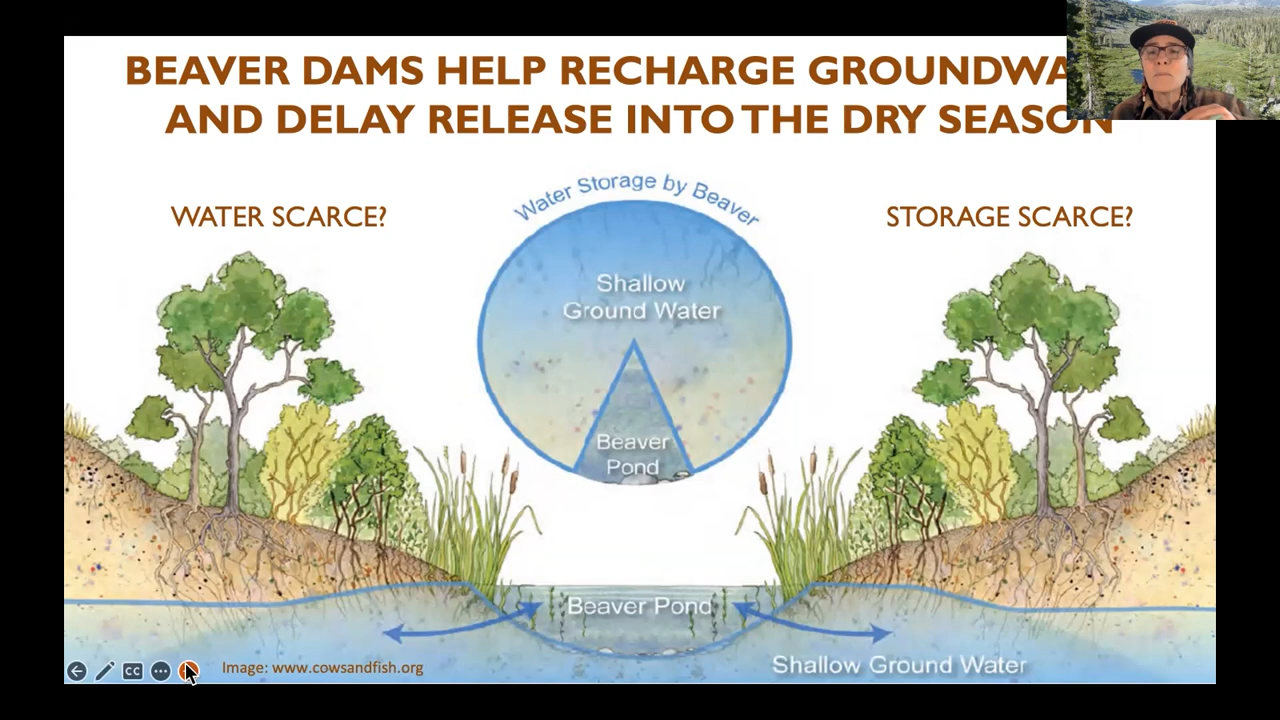 BEAVER DAMS HELP RECHARGE
AND DELAY RELEASE INTO THE DRY SEASON
WATER SCARCE?
Water Storage by Beaver
STORAGE SCARCE?
Shallow
Ground Water
Beaver
Pond
Beaver Pond
Shallow Ground Water
CC
Image: www.cowsandfish.org